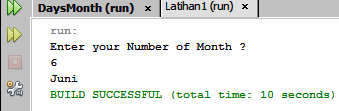 DaysMonth (run) × Latihan1 (run) ×
run:
Enter your Number of Month ?
6
Juni
BUILD SUCCESSFUL (total time: 10 seconds)